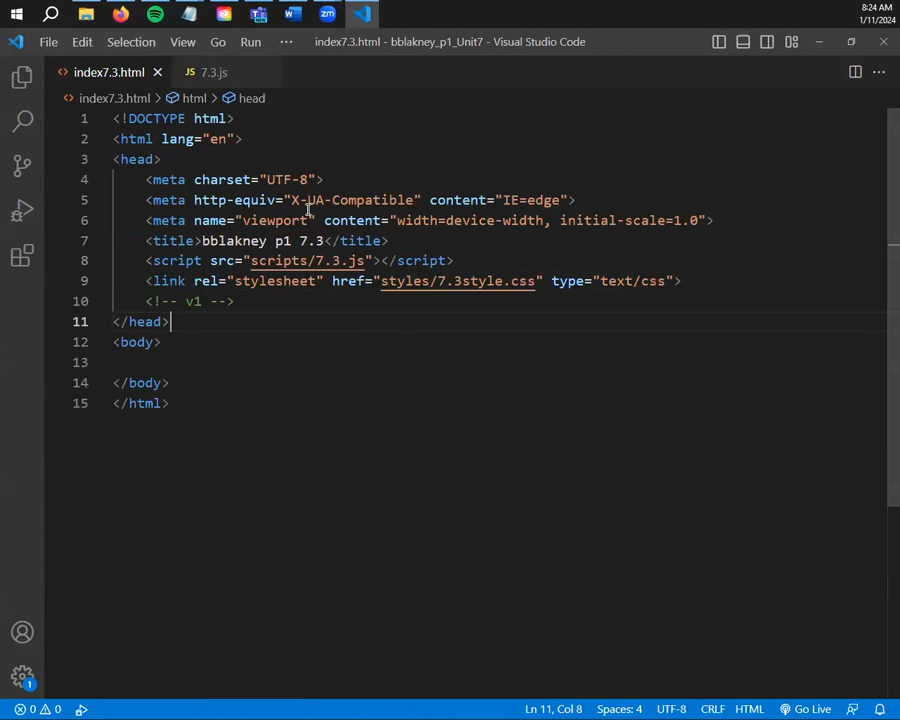 8:24 AM
1/11/2024
File Edit Selection View Go Run ··· index7.3.html - bblakney_p1_Unit7 - Visual Studio Code
<> index7.3.html × JS 7.3.js
<> index7.3.html > html > head
1 <!DOCTYPE html>
2 <html lang="en">
3 <head>
4 <meta charset="UTF-8">
5 <meta http-equiv="X-UA-Compatible" content="IE=edge">
6 <meta name="viewport" content="width=device-width, initial-scale=1.0">
7 <title>bblakney p1 7.3</title>
8 <script src="scripts/7.3.js"></script>
9 <link rel="stylesheet" href="styles/7.3style.css" type="text/css">
10 <!-- v1 -->
11 </head>
12 <body>
13
14 </body>
15 </html>
1
0 0 Ln 11, Col 8 Spaces: 4 UTF-8 CRLF HTML Go Live